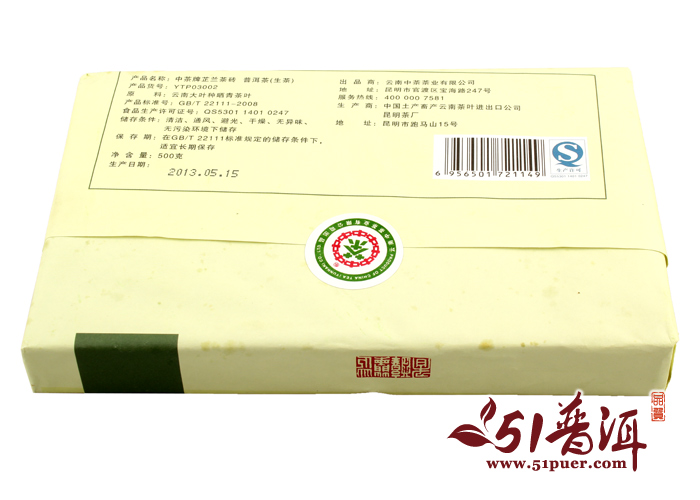 产品名称：中茶牌芷兰茶砖 普洱茶(生茶)
产品货号：YTP03002
原　　料：云南大叶种晒青茶叶
产品标准号：GB/T 22111-2008
食品生产许可证号：QS5301 1401 0247
储存条件：清洁、通风、避光、干燥、无异味、
无污染环境下储存
保 存 期：在GB/T 22111标准规定的储存条件下，
适宜长期保存
净 含 量：500克
生产日期：
2013.05.15
出 品 商：云南中茶茶业有限公司
地　　址：昆明市官渡区宝海路247号
服务热线：400 000 7581
生 产 商：中国土产畜产云南茶叶进出口公司
昆明茶厂
地　　址：昆明市跑马山15号
6 956501 721149
QS
生产许可
茶
51普洱
品賞
www.51puer.com